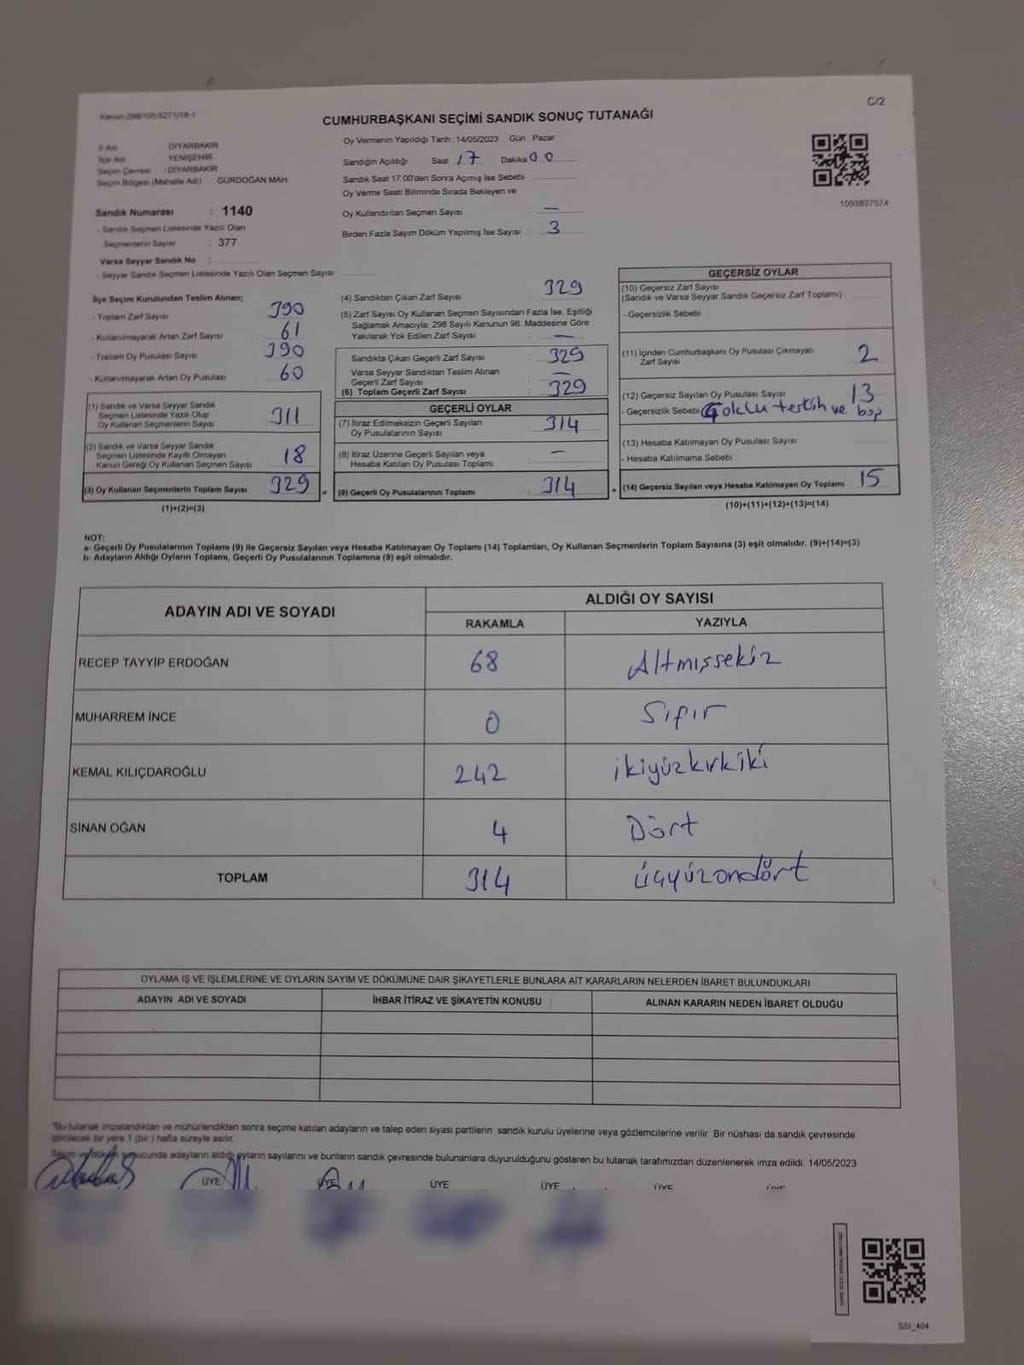 Kanun 298/105:6271/18-1
C/2
CUMHURBAŞKANI SEÇİMİ SANDIK SONUÇ TUTANAĞI
İl Adı : DİYARBAKIR
İlçe Adı : YENİŞEHİR
Seçim Çevresi : DİYARBAKIR
Seçim Bölgesi (Mahalle Adı) : GÜRDOĞAN MAH.
Sandık Numarası : 1140
- Sandık Seçmen Listesinde Yazılı Olan
Seçmenlerin Sayısı : 377
Varsa Seyyar Sandık No :
- Seyyar Sandık Seçmen Listesinde Yazılı Olan Seçmen Sayısı
Oy Vermenin Yapıldığı Tarih :14/05/2023 Gün : Pazar
Sandığın Açıldığı Saat 17 Dakika 00
Sandık Saat 17:00'den Sonra Açımış İse Sebebi
Oy Verme Saati Bitiminde Sırada Bekleyen ve
Oy Kullandırılan Seçmen Sayısı —
Birden Fazla Sayım Döküm Yapılmış İse Sayısı 3
1093837574
İlçe Seçim Kurulundan Teslim Alınan;
- Toplam Zarf Sayısı 390
- Kullanılmayarak Artan Zarf Sayısı 61
- Toplam Oy Pusulası Sayısı 390
- Kullanılmayarak Artan Oy Pusulası 60
(1) Sandık ve Varsa Seyyar Sandık
Seçmen Listesinde Yazılı Olup
Oy Kullanan Seçmenlerin Sayısı 311
(2) Sandık ve Varsa Seyyar Sandık
Seçmen Listesinde Kayıtlı Olmayan
Kanun Gereği Oy Kullanan Seçmen Sayısı 18
(3) Oy Kullanan Seçmenlerin Toplam Sayısı 329 =
(1)+(2)=(3)
(4) Sandıktan Çıkan Zarf Sayısı 329
(5) Zarf Sayısı Oy Kullanan Seçmen Sayısından Fazla İse, Eşitliği
Sağlamak Amacıyla; 298 Sayılı Kanunun 98. Maddesine Göre
Yakılarak Yok Edilen Zarf Sayısı —
Sandıkta Çıkan Geçerli Zarf Sayısı 329
Varsa Seyyar Sandıktan Teslim Alınan
Geçerli Zarf Sayısı —
(6) Toplam Geçerli Zarf Sayısı 329
GEÇERLİ OYLAR
(7) İtiraz Edilmeksizin Geçerli Sayılan
Oy Pusulalarının Sayısı 314
(8) İtiraz Üzerine Geçerli Sayılan veya
Hesaba Katılan Oy Pusulası Toplamı —
(9) Geçerli Oy Pusulalarının Toplamı 314 +
GEÇERSİZ OYLAR
(10) Geçersiz Zarf Sayısı
(Sandık ve Varsa Seyyar Sandık Geçersiz Zarf Toplamı)
- Geçersizlik Sebebi
(11) İçinden Cumhurbaşkanı Oy Pusulası Çıkmayan
Zarf Sayısı 2
(12) Geçersiz Sayılan Oy Pusulası Sayısı 13
- Geçersizlik Sebebi Çoklu tercih ve boş
(13) Hesaba Katılmayan Oy Pusulası Sayısı
- Hesaba Katılmama Sebebi :
(14) Geçersiz Sayılan veya Hesaba Katılmayan Oy Toplamı 15
(10)+(11)+(12)+(13)=(14)
NOT:
a- Geçerli Oy Pusulalarının Toplamı (9) ile Geçersiz Sayılan veya Hesaba Katılmayan Oy Toplamı (14) Toplamları, Oy Kullanan Seçmenlerin Toplam Sayısına (3) eşit olmalıdır. (9)+(14)=(3)
b- Adayların Aldığı Oyların Toplamı, Geçerli Oy Pusulalarının Toplamına (9) eşit olmalıdır.
ADAYIN ADI VE SOYADI
ALDIĞI OY SAYISI
RAKAMLA YAZIYLA
RECEP TAYYİP ERDOĞAN 68 Altmışsekiz
MUHARREM İNCE 0 Sıfır
KEMAL KILIÇDAROĞLU 242 ikiyüzkırkiki
SİNAN OĞAN 4 Dört
TOPLAM 314 üçyüzondört
OYLAMA İŞ VE İŞLEMLERİNE VE OYLARIN SAYIM VE DÖKÜMÜNE DAİR ŞİKAYETLERLE BUNLARA AİT KARARLARIN NELERDEN İBARET BULUNDUKLARI
ADAYIN ADI VE SOYADI İHBAR İTİRAZ VE ŞİKAYETİN KONUSU ALINAN KARARIN NEDEN İBARET OLDUĞU
*Bu tutanak imzalandıktan ve mühürlendikten sonra seçime katılan adayların ve talep eden siyasi partilerin sandık kurulu üyelerine veya gözlemcilerine verilir. Bir nüshası da sandık çevresinde
görülecek bir yere 1 (bir) hafta süreyle asılır.
Sayım ve döküm sonucunda adayların aldığı oyların sayılarını ve bunların sandık çevresinde bulunanlara duyurulduğunu gösteren bu tutanak tarafımızdan düzenlenerek imza edildi. 14/05/2023
ÜYE ÜYE ÜYE ÜYE ÜYE
SSI_404